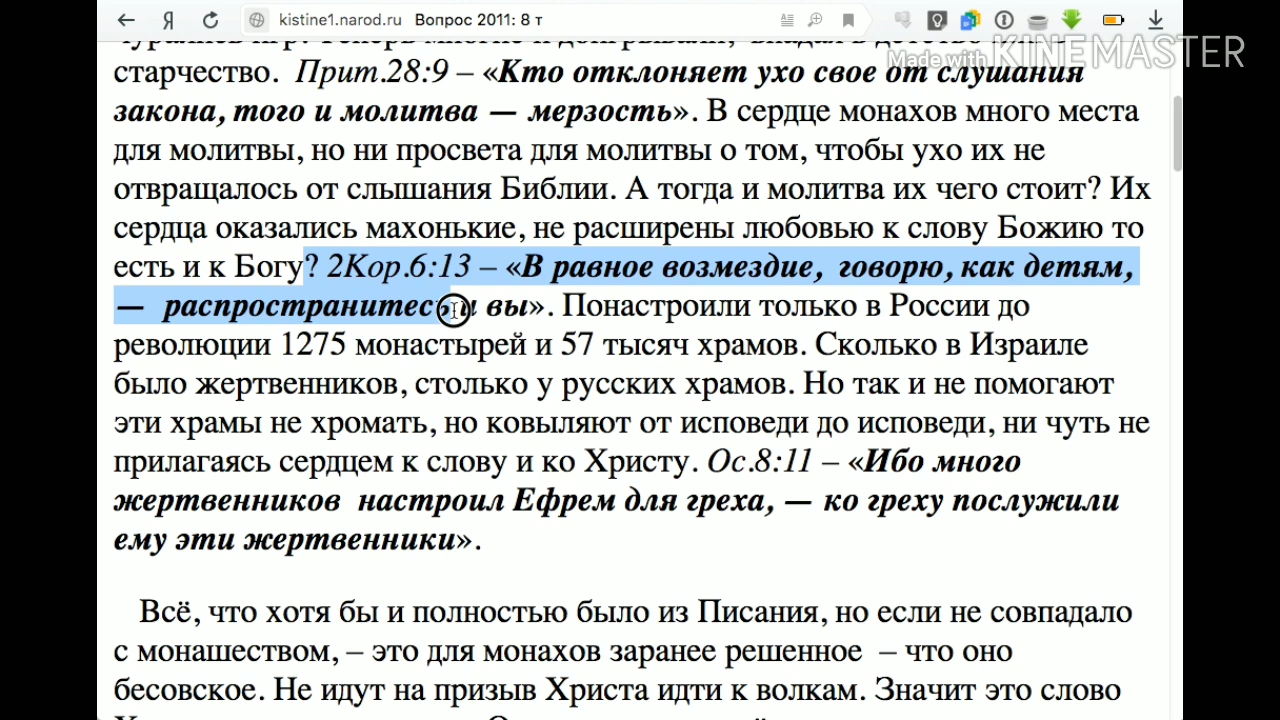 kistine1.narod.ru Вопрос 2011: 8 т
Made with KINEMASTER
старчество. Прит.28:9 – «Кто отклоняет ухо свое от слушания
закона, того и молитва — мерзость». В сердце монахов много места
для молитвы, но ни просвета для молитвы о том, чтобы ухо их не
отвращалось от слышания Библии. А тогда и молитва их чего стоит? Их
сердца оказались махонькие, не расширены любовью к слову Божию то
есть и к Богу? 2Кор.6:13 – «В равное возмездие, говорю, как детям,
— распространитесь и вы». Понастроили только в России до
революции 1275 монастырей и 57 тысяч храмов. Сколько в Израиле
было жертвенников, столько у русских храмов. Но так и не помогают
эти храмы не хромать, но ковыляют от исповеди до исповеди, ни чуть не
прилагаясь сердцем к слову и ко Христу. Ос.8:11 – «Ибо много
жертвенников настроил Ефрем для греха, — ко греху послужили
ему эти жертвенники».
Всё, что хотя бы и полностью было из Писания, но если не совпадало
с монашеством, – это для монахов заранее решенное – что оно
бесовское. Не идут на призыв Христа идти к волкам. Значит это слово